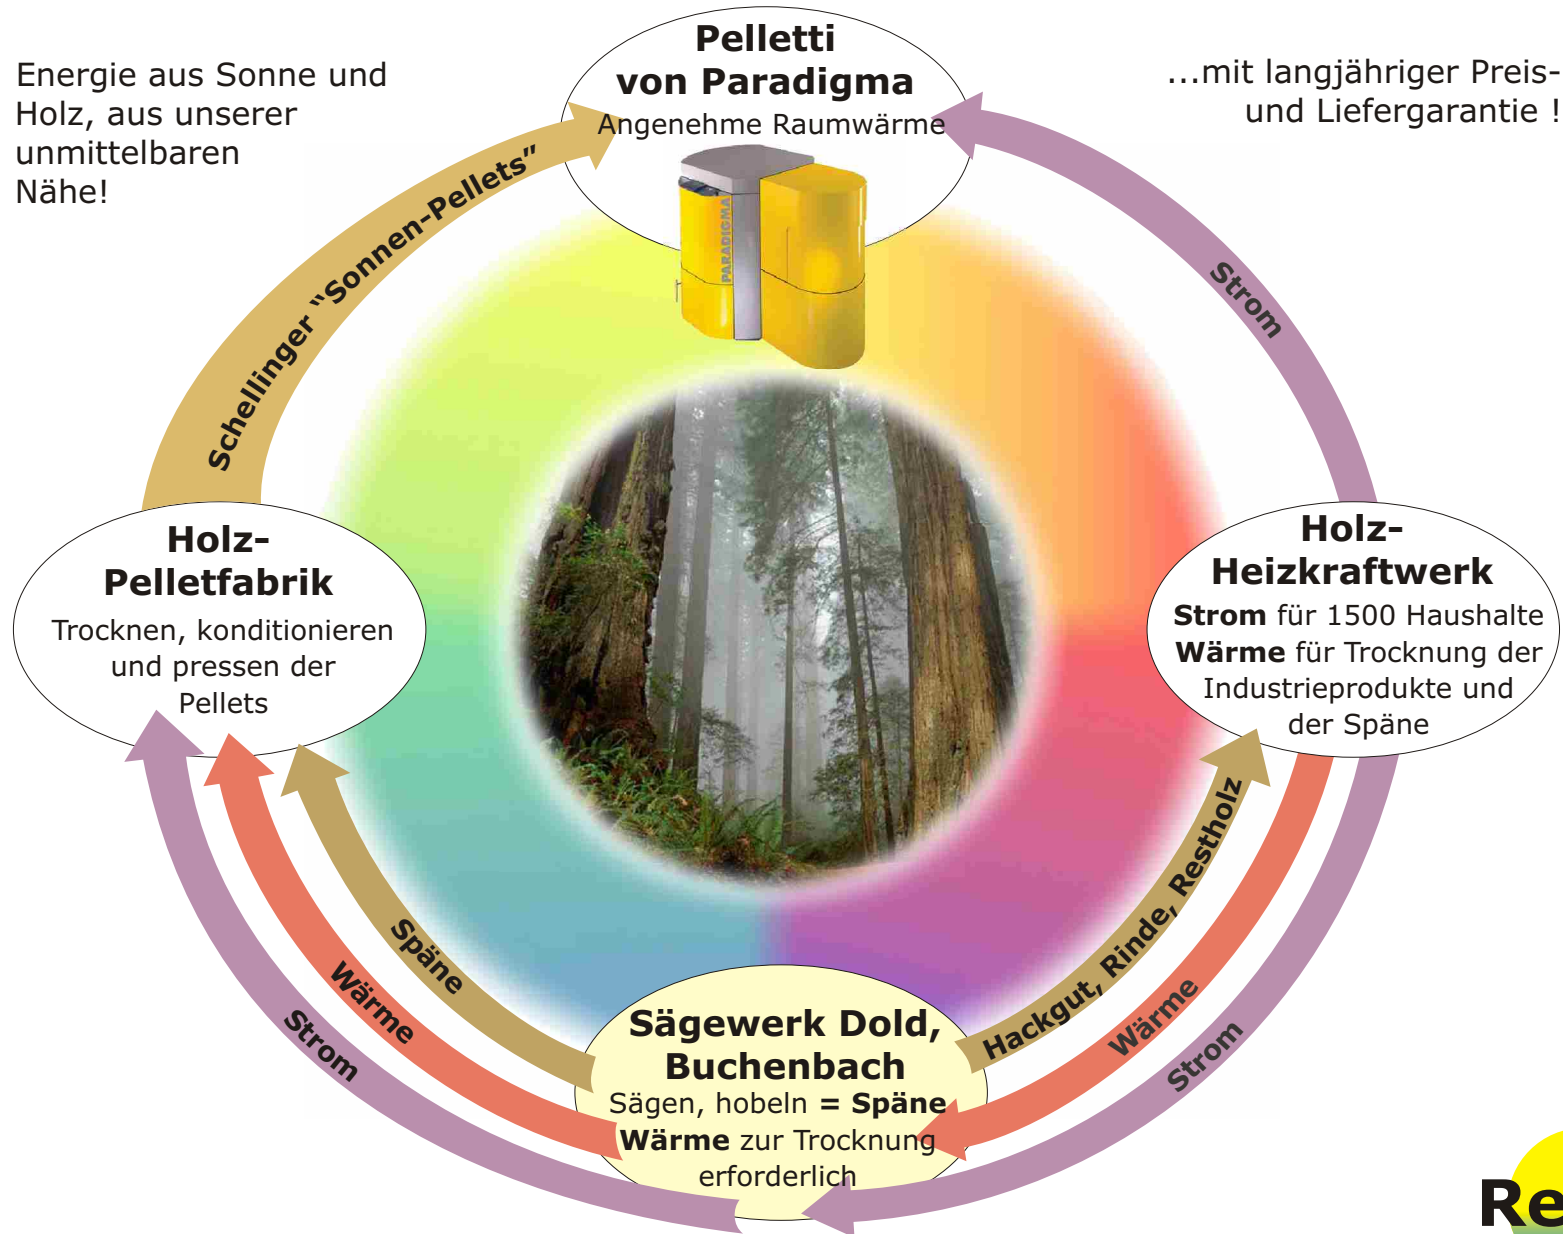 Energie aus Sonne und
Holz, aus unserer
unmittelbaren
Nähe!
Pelletti
von Paradigma
Angenehme Raumwärme
PARADIGMA
...mit langjähriger Preis-
und Liefergarantie !
Schellinger “Sonnen-Pellets”
Strom
Holz-
Pelletfabrik
Trocknen, konditionieren
und pressen der
Pellets
Holz-
Heizkraftwerk
Strom für 1500 Haushalte
Wärme für Trocknung der
Industrieprodukte und
der Späne
Späne
Wärme
Strom
Hackgut, Rinde, Restholz
Wärme
Strom
Sägewerk Dold,
Buchenbach
Sägen, hobeln = Späne
Wärme zur Trocknung
erforderlich
Re